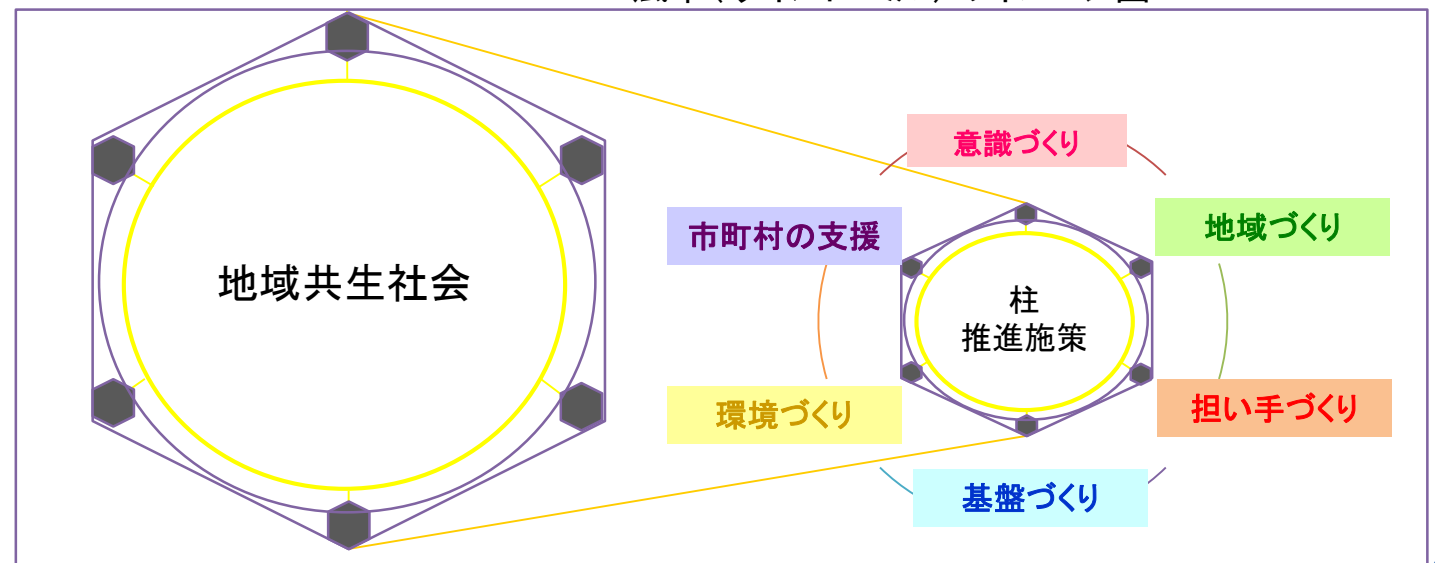 地域共生社会
意識づくり
市町村の支援
地域づくり
柱
推進施策
環境づくり
担い手づくり
基盤づくり